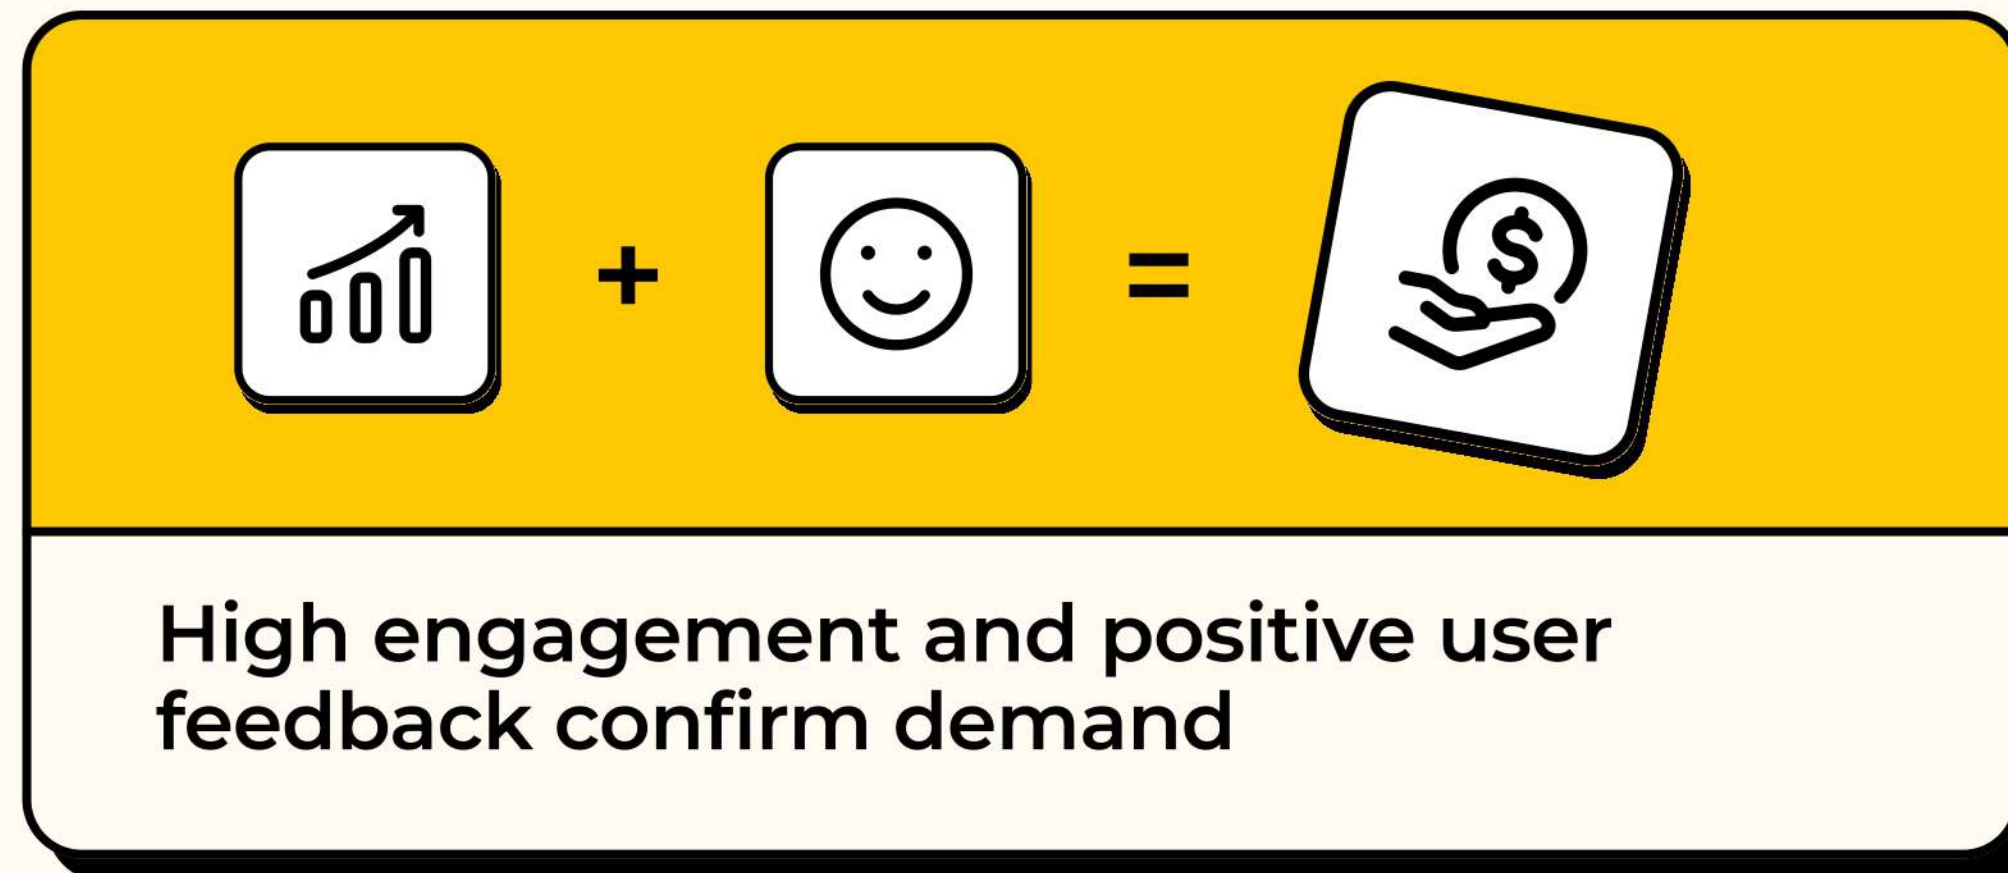 + =
$
High engagement and positive user
feedback confirm demand